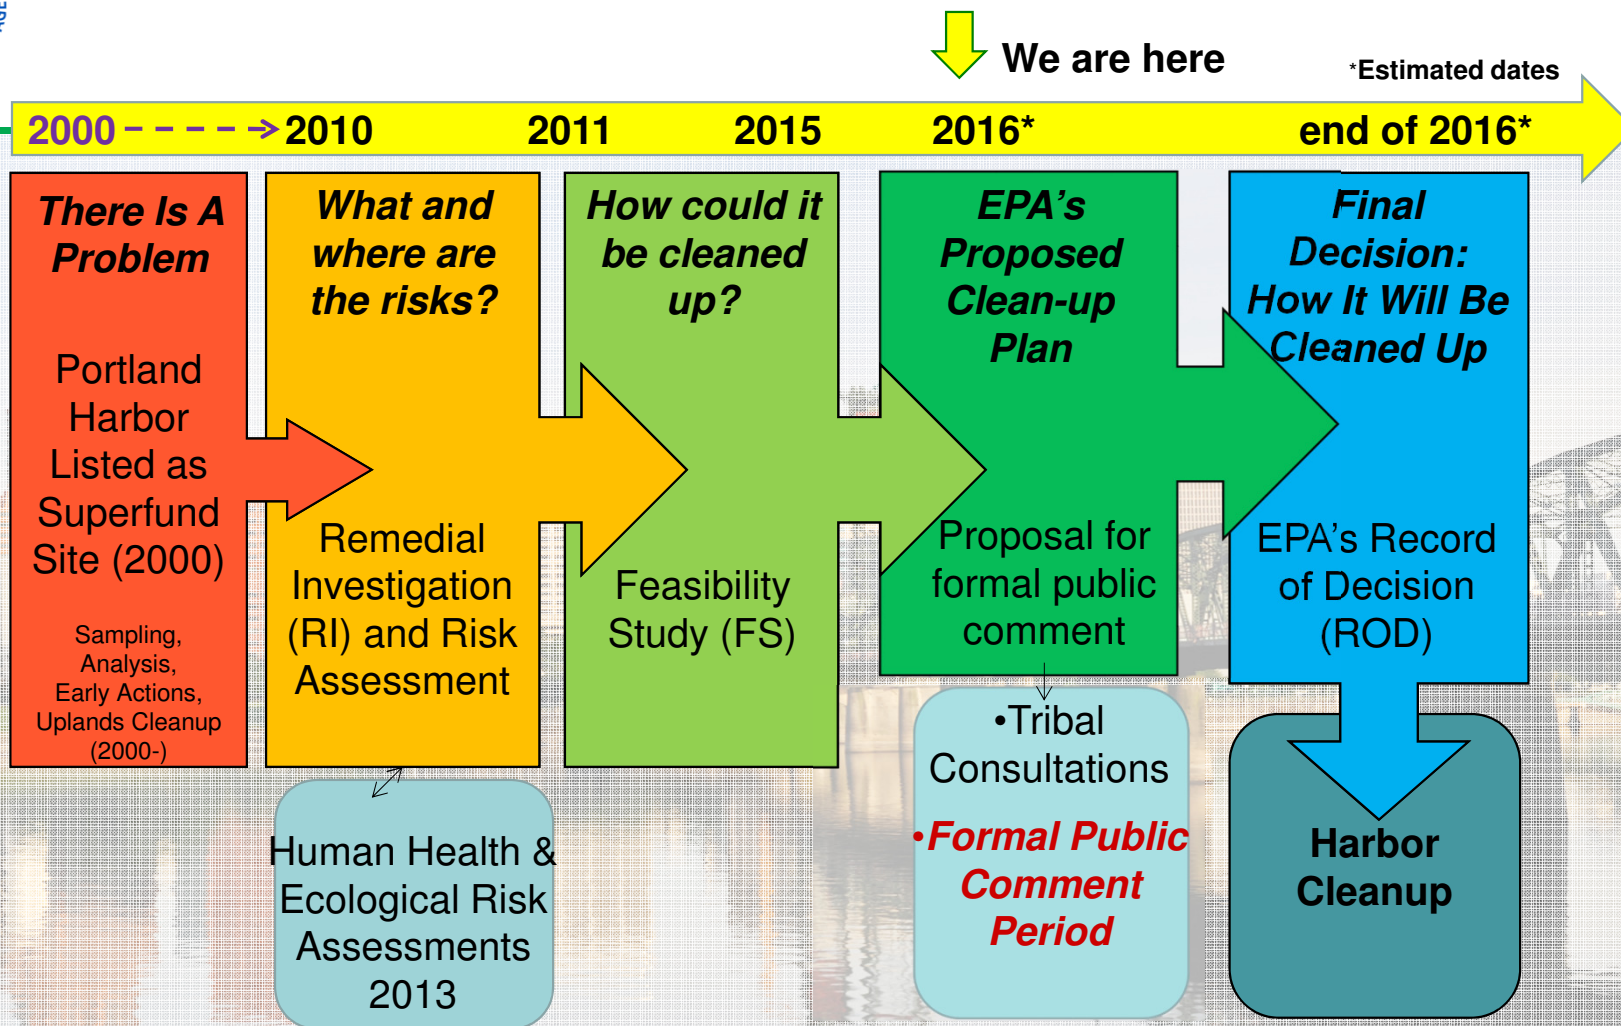 We are here
*Estimated dates
2000 2010 2011 2015 2016* end of 2016*
There Is A
Problem
Portland
Harbor
Listed as
Superfund
Site (2000)
Sampling,
Analysis,
Early Actions,
Uplands Cleanup
(2000-)
What and
where are
the risks?
Remedial
Investigation
(RI) and Risk
Assessment
Human Health &
Ecological Risk
Assessments
2013
How could it
be cleaned
up?
Feasibility
Study (FS)
EPA's
Proposed
Clean-up
Plan
Proposal for
formal public
comment
•Tribal
Consultations
•Formal Public
Comment
Period
Final
Decision:
How It Will Be
Cleaned Up
EPA's Record
of Decision
(ROD)
Harbor
Cleanup